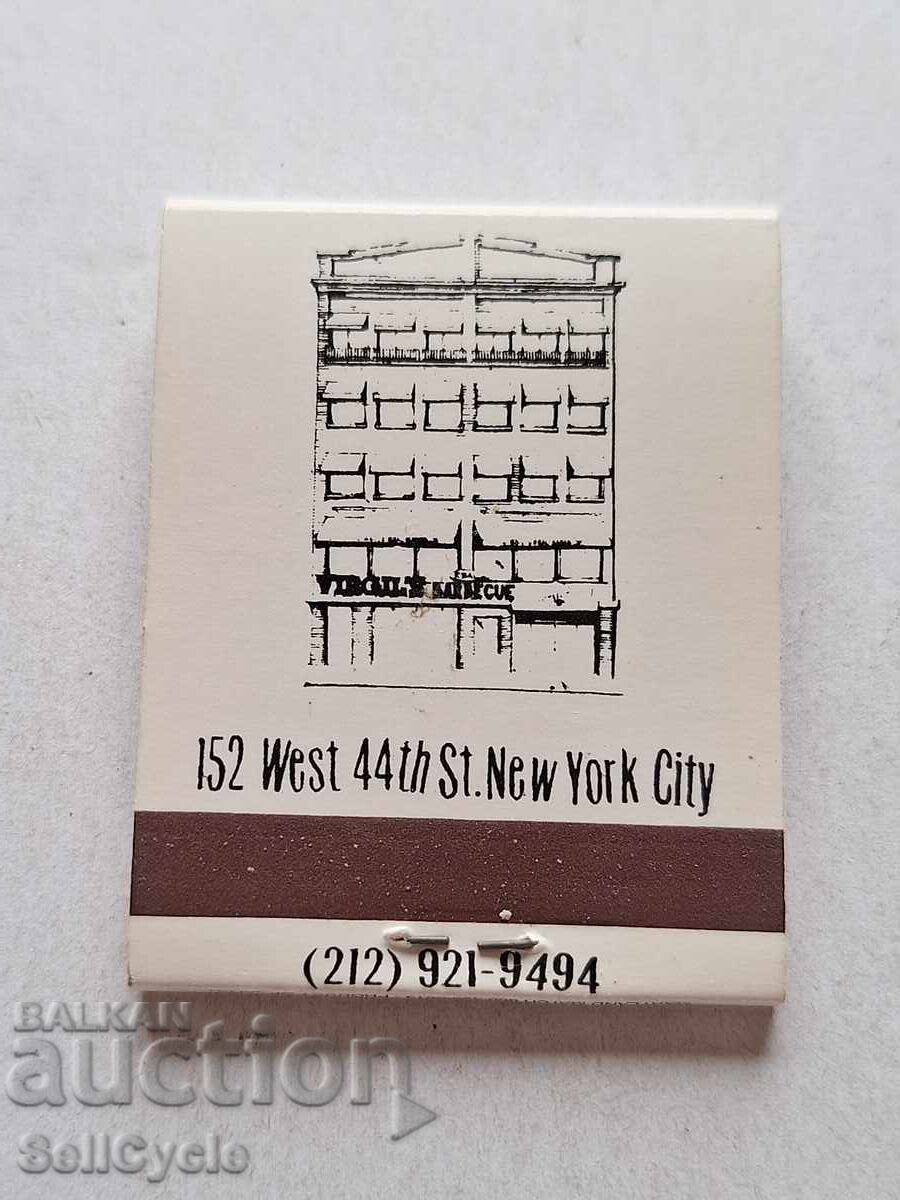 VIRGIL'S BARBECUE
152 West 44th St. New York City
(212) 921-9494
BALKAN
auction
SellCycle